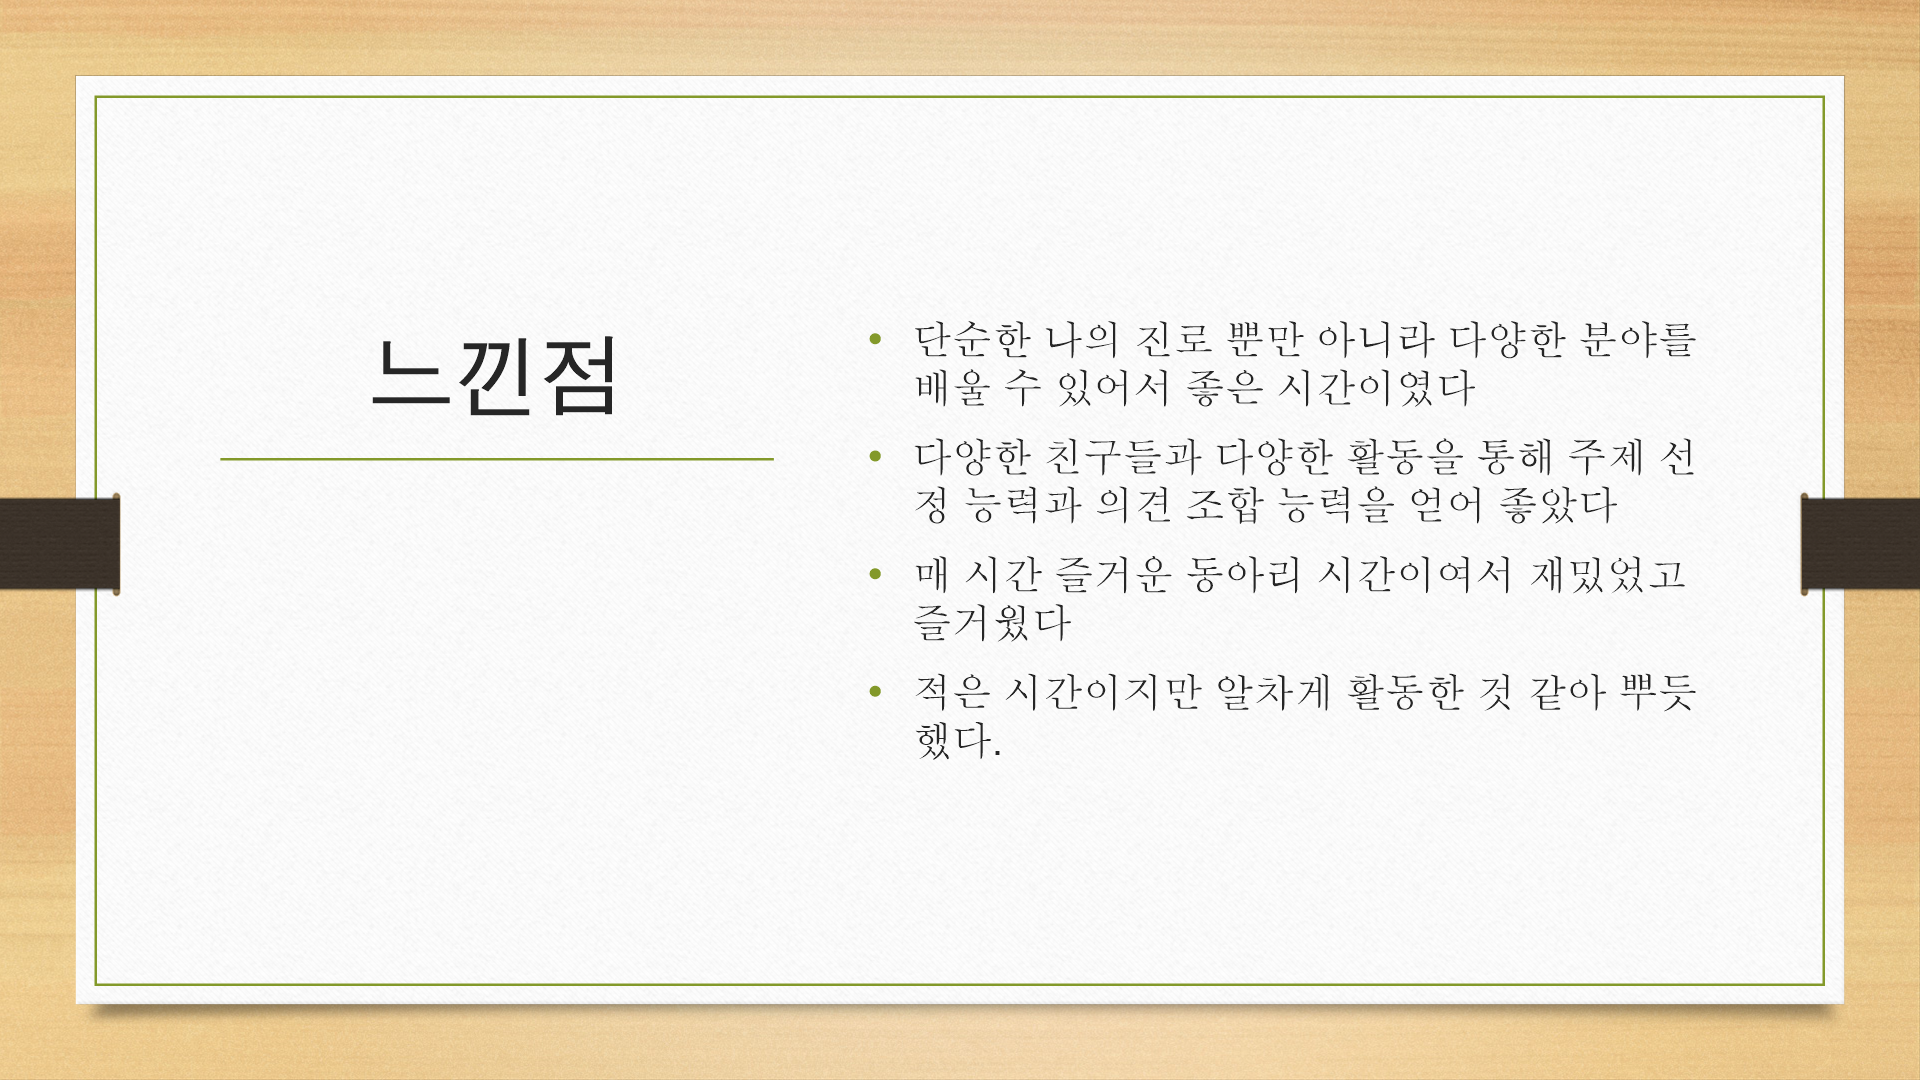 느낀점
단순한 나의 진로 뿐만 아니라 다양한 분야를
배울 수 있어서 좋은 시간이였다
다양한 친구들과 다양한 활동을 통해 주제 선
정 능력과 의견 조합 능력을 얻어 좋았다
매 시간 즐거운 동아리 시간이여서 재밌었고
즐거웠다
적은 시간이지만 알차게 활동한 것 같아 뿌듯
했다.